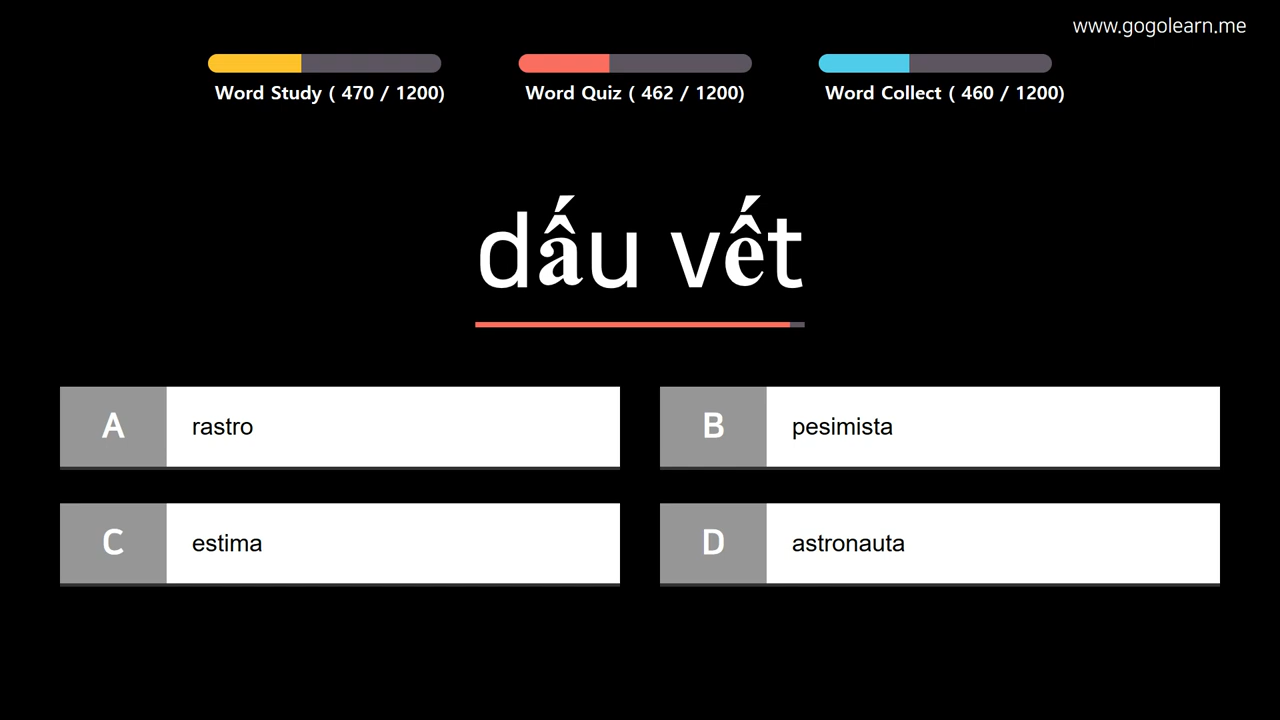 www.gogolearn.me
Word Study ( 470 / 1200)
Word Quiz ( 462 / 1200)
Word Collect ( 460 / 1200)
dấu vết
A rastro
B pesimista
C estima
D astronauta